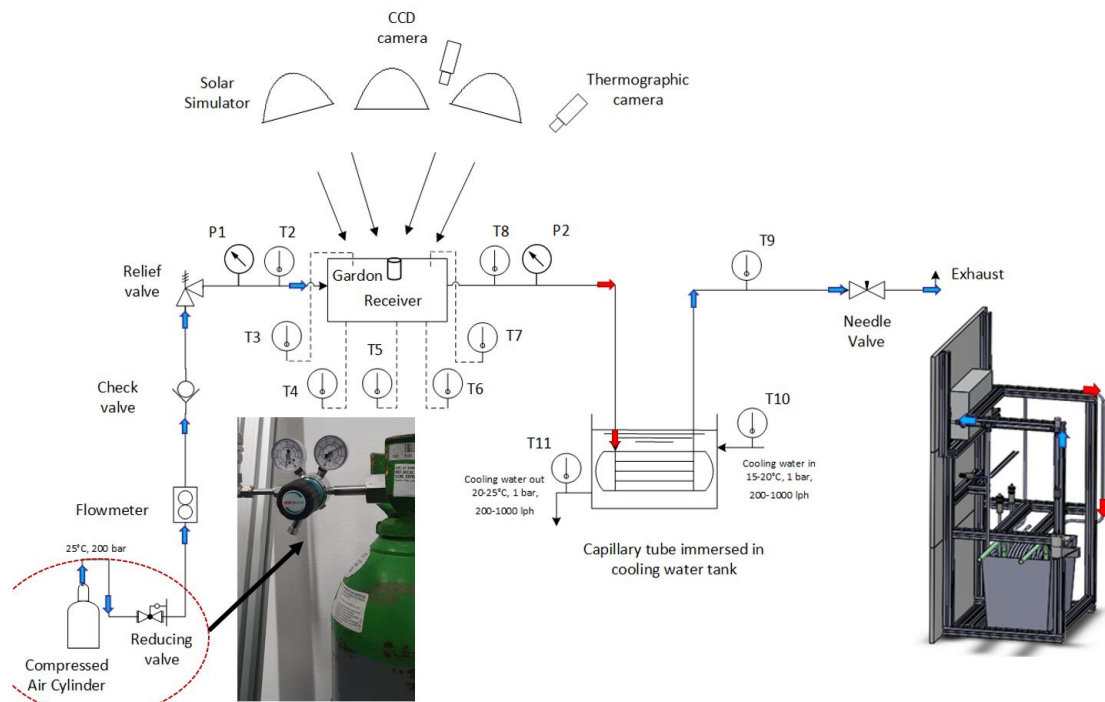 CCD
camera
Solar
Simulator
Thermographic
camera
P1
T2
T8
P2
T9
Relief
valve
Gardon
Receiver
Exhaust
Needle
Valve
T3
T4
T5
T6
T7
Check
valve
T11
T10
Cooling water out
20-25°C, 1 bar,
200-1000 lph
Cooling water in
15-20°C, 1 bar,
200-1000 lph
Flowmeter
25°C, 200 bar
Capillary tube immersed in
cooling water tank
Reducing
valve
Compressed
Air Cylinder